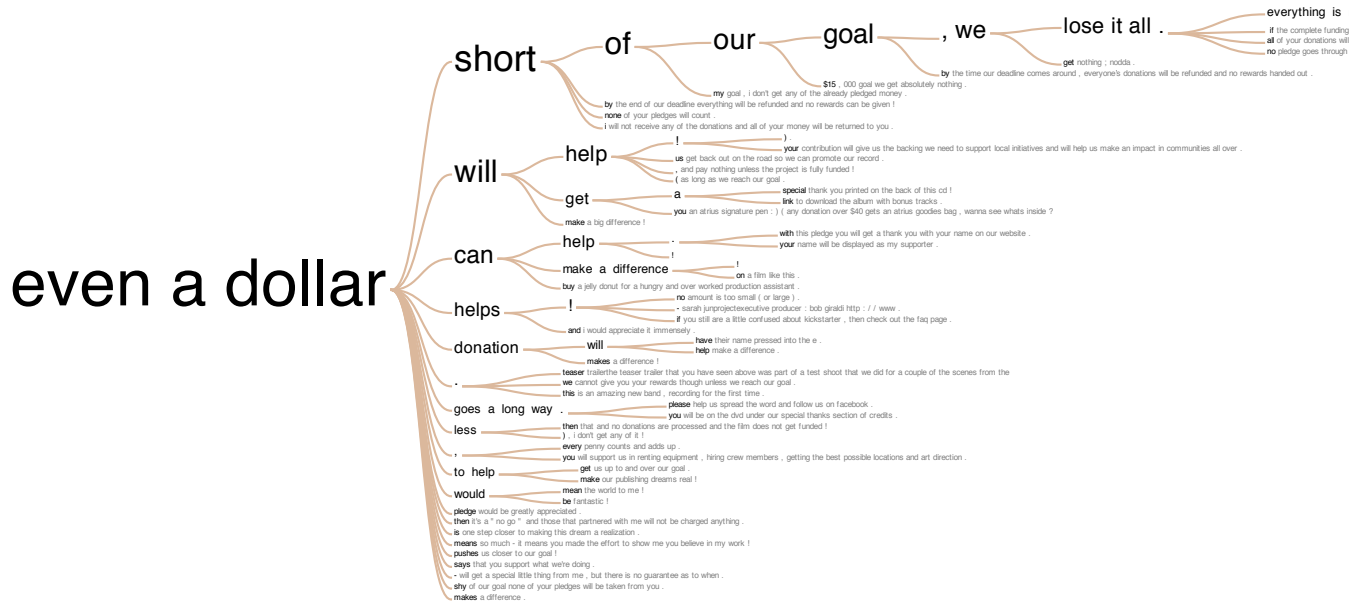 even a dollar
short
of
our
goal
, we
lose it all .
everything is
if the complete funding
all of your donations will
no pledge goes through
get nothing ; nodda .
by the time our deadline comes around , everyone's donations will be refunded and no rewards handed out .
$15 , 000 goal we get absolutely nothing .
my goal , i don't get any of the already pledged money .
by the end of our deadline everything will be refunded and no rewards can be given !
none of your pledges will count .
i will not receive any of the donations and all of your money will be returned to you .
will
help
!
) .
your contribution will give us the backing we need to support local initiatives and will help us make an impact in communities all over .
us get back out on the road so we can promote our record .
, and pay nothing unless the project is fully funded !
( as long as we reach our goal .
get
a
special thank you printed on the back of this cd !
link to download the album with bonus tracks .
you an atrius signature pen : ) ( any donation over $40 gets an atrius goodies bag , wanna see whats inside ?
make a big difference !
can
help
.
with this pledge you will get a thank you with your name on our website .
your name will be displayed as my supporter .
!
make a difference
!
on a film like this .
buy a jelly donut for a hungry and over worked production assistant .
helps
!
no amount is too small ( or large ) .
- sarah junprojectexecutive producer : bob giraldi http : / / www .
if you still are a little confused about kickstarter , then check out the faq page .
and i would appreciate it immensely .
donation
will
have their name pressed into the e .
help make a difference .
makes a difference !
.
teaser trailerthe teaser trailer that you have seen above was part of a test shoot that we did for a couple of the scenes from the
we cannot give you your rewards though unless we reach our goal .
this is an amazing new band , recording for the first time .
goes a long way .
please help us spread the word and follow us on facebook .
you will be on the dvd under our special thanks section of credits .
less
then that and no donations are processed and the film does not get funded !
) , i don't get any of it !
,
every penny counts and adds up .
you will support us in renting equipment , hiring crew members , getting the best possible locations and art direction .
to help
get us up to and over our goal .
make our publishing dreams real !
would
mean the world to me !
be fantastic !
pledge would be greatly appreciated .
then it's a " no go " and those that partnered with me will not be charged anything .
is one step closer to making this dream a realization .
means so much - it means you made the effort to show me you believe in my work !
pushes us closer to our goal !
says that you support what we're doing .
- will get a special little thing from me , but there is no guarantee as to when .
shy of our goal none of your pledges will be taken from you .
makes a difference .